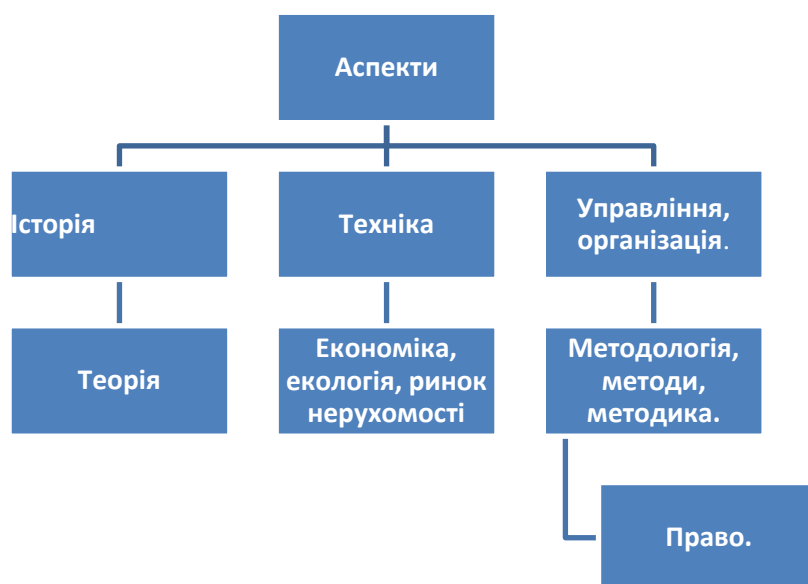 Аспекти
Історія
Техніка
Управління,
організація.
Теорія
Економіка,
екологія, ринок
нерухомості
Методологія,
методи,
методика.
Право.